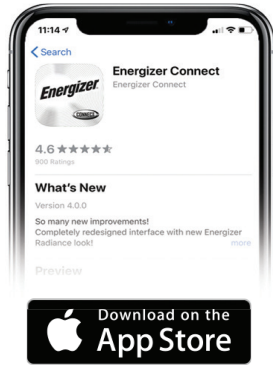 11:14
Search
Energizer
CONNECT
Energizer Connect
Energizer Connect
4.6 ★★★★★
900 Ratings
What's New
Version 4.0.0
So many new improvements!
Completely redesigned interface with new Energizer
Radiance look! more
Preview
Download on the
App Store